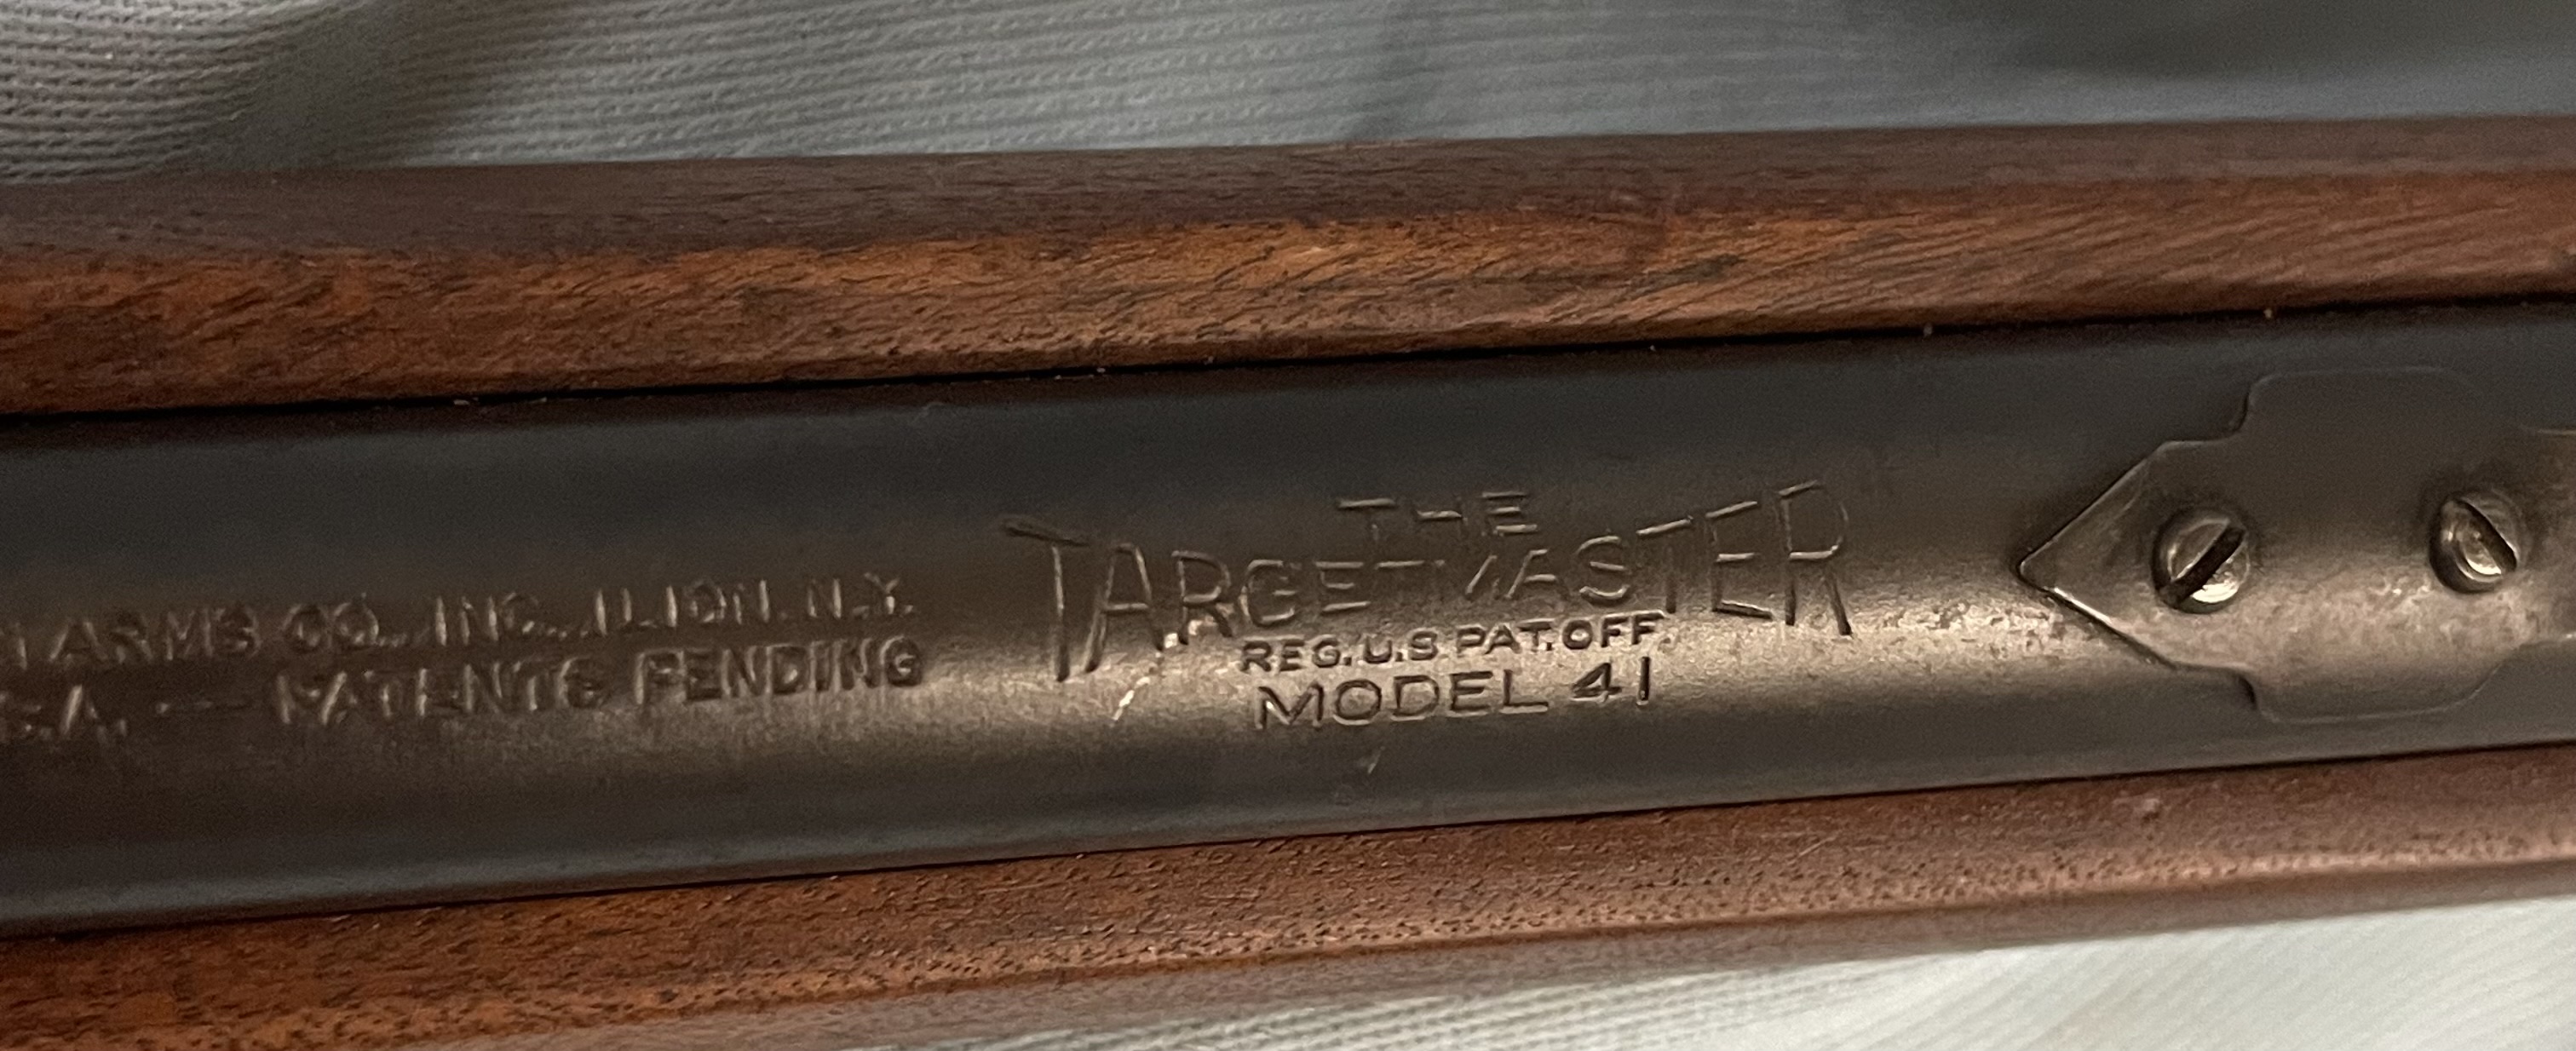 ARMS CO., INC., ILION. N.Y.
PATENTS PENDING
THE
TARGETMASTER
REG. U.S. PAT. OFF.
MODEL 41